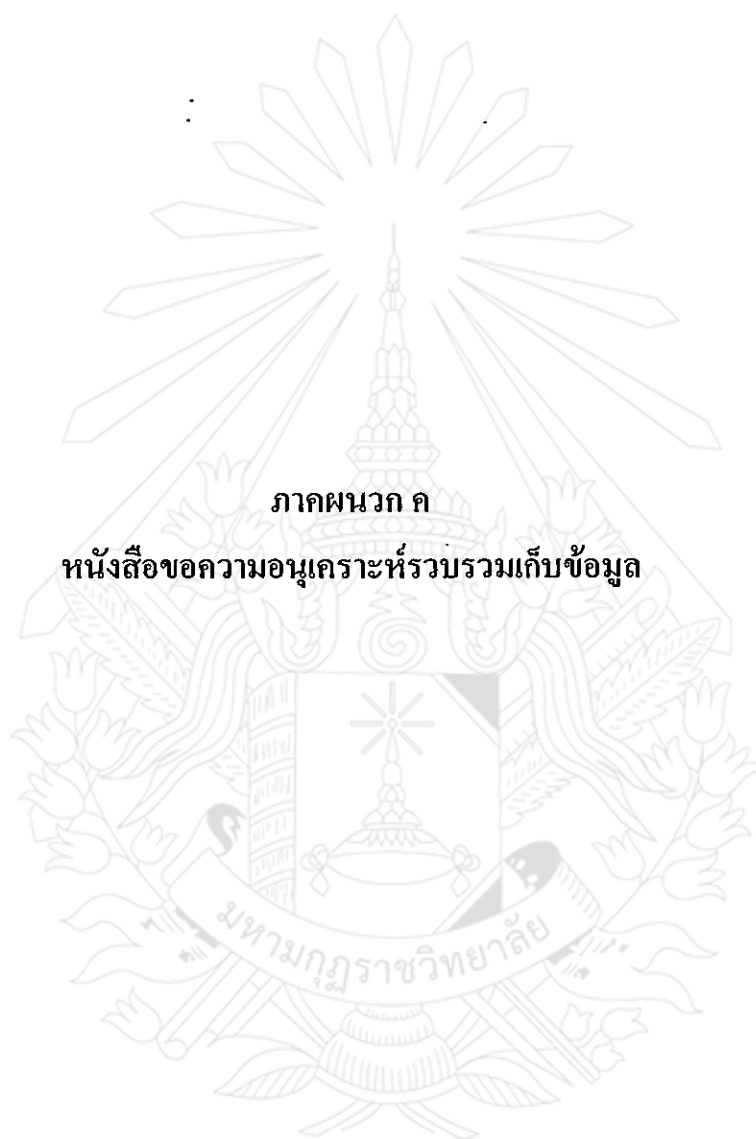 ภาคผนวก ค
หนังสือขอความอนุเคราะห์รวบรวมเก็บข้อมูล
มหามกุฏราชวิทยาลัย